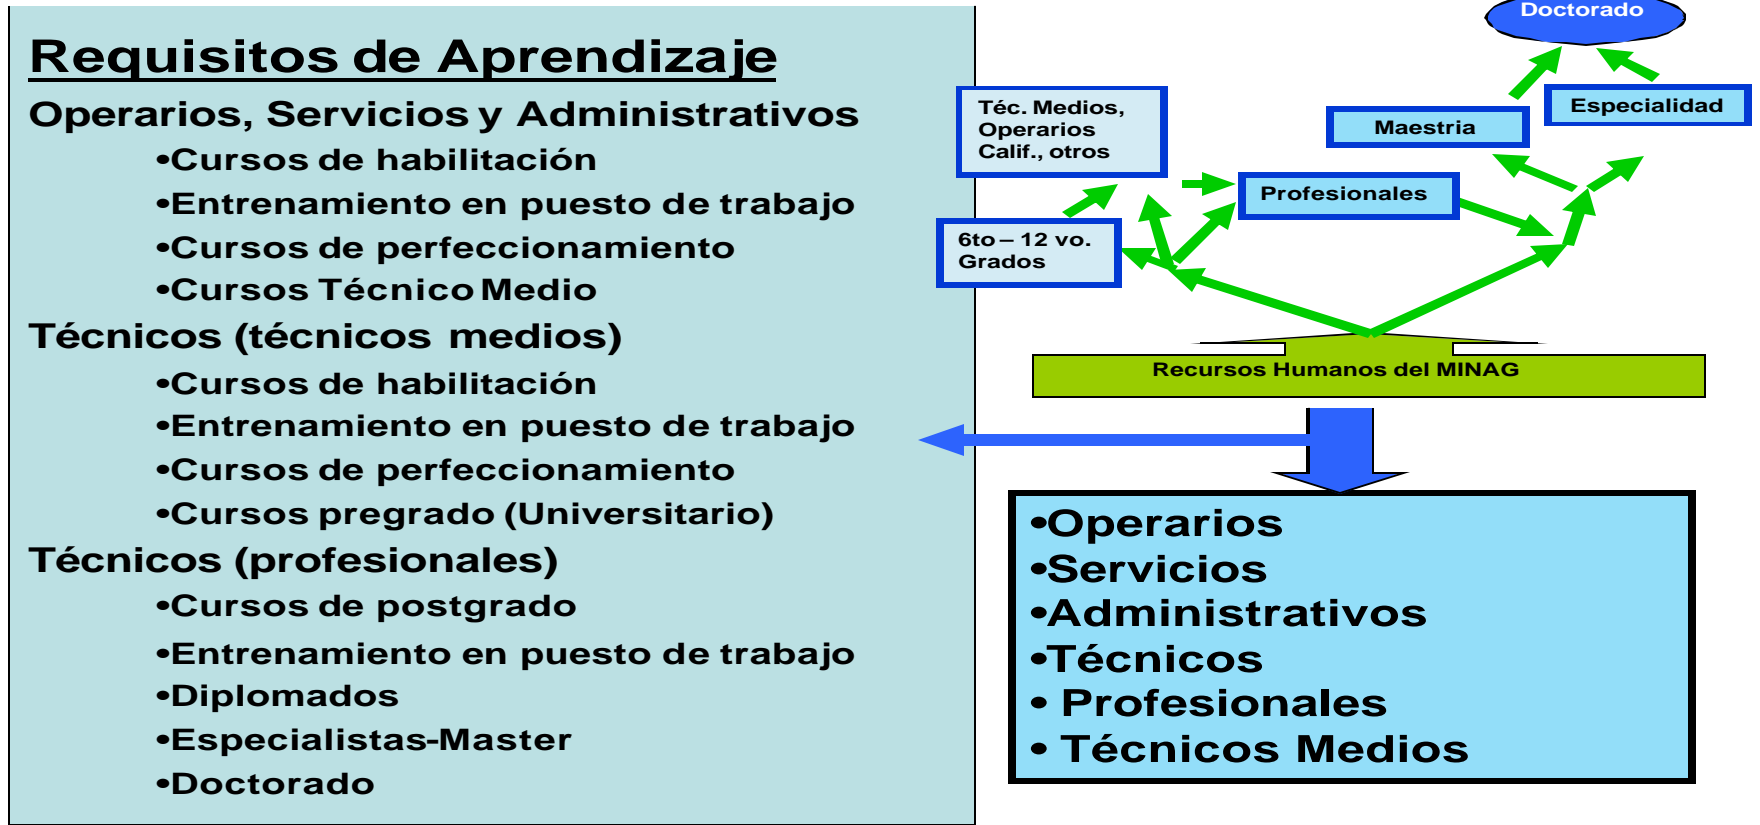 Requisitos de Aprendizaje
Operarios, Servicios y Administrativos
•Cursos de habilitación
•Entrenamiento en puesto de trabajo
•Cursos de perfeccionamiento
•Cursos Técnico Medio
Técnicos (técnicos medios)
•Cursos de habilitación
•Entrenamiento en puesto de trabajo
•Cursos de perfeccionamiento
•Cursos pregrado (Universitario)
Técnicos (profesionales)
•Cursos de postgrado
•Entrenamiento en puesto de trabajo
•Diplomados
•Especialistas-Master
•Doctorado
Doctorado
Especialidad
Maestria
Téc. Medios,
Operarios
Calif., otros
Profesionales
6to – 12 vo.
Grados
Recursos Humanos del MINAG
•Operarios
•Servicios
•Administrativos
•Técnicos
• Profesionales
• Técnicos Medios